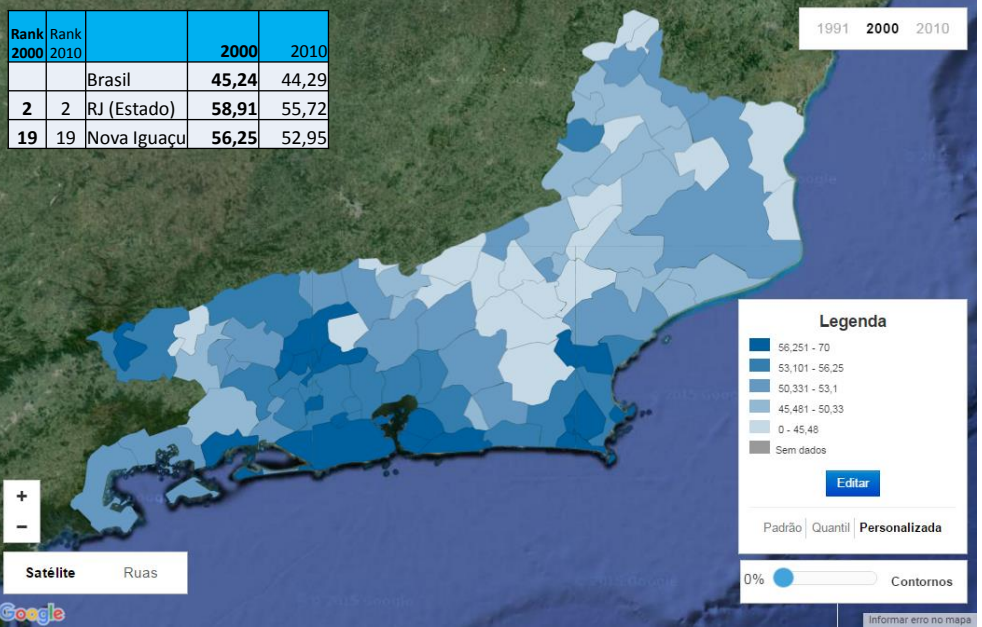 Rank 2000 Rank 2010 2000 2010
Brasil 45,24 44,29
2 2 RJ (Estado) 58,91 55,72
19 19 Nova Iguaçu 56,25 52,95
1991 2000 2010
Legenda
56,251 - 70
53,101 - 56,25
50,331 - 53,1
45,481 - 50,33
0 - 45,48
Sem dados
Editar
Padrão Quantil Personalizada
+
−
Satélite Ruas
0% Contornos
Google
Informar erro no mapa